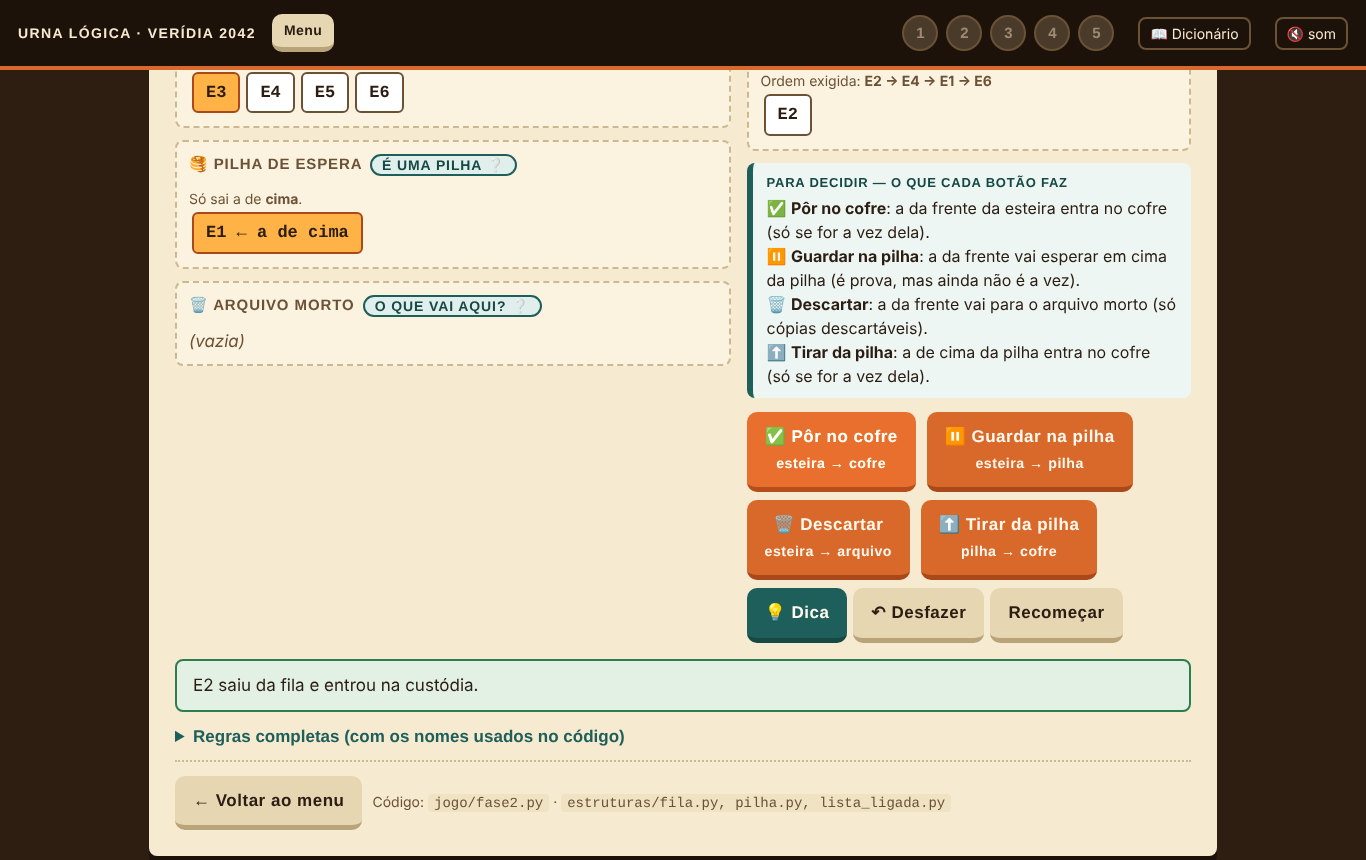 URNA LÓGICA · VERÍDIA 2042
Menu
1 2 3 4 5
📖 Dicionário
🔇 som
E3 E4 E5 E6
🥞 PILHA DE ESPERA É UMA PILHA ❔
Só sai a de cima.
E1 ← a de cima
🗑️ ARQUIVO MORTO O QUE VAI AQUI? ❔
(vazia)
Ordem exigida: E2 → E4 → E1 → E6
E2
PARA DECIDIR — O QUE CADA BOTÃO FAZ
✅ Pôr no cofre: a da frente da esteira entra no cofre
(só se for a vez dela).
⏸️ Guardar na pilha: a da frente vai esperar em cima
da pilha (é prova, mas ainda não é a vez).
🗑️ Descartar: a da frente vai para o arquivo morto (só
cópias descartáveis).
⬆️ Tirar da pilha: a de cima da pilha entra no cofre
(só se for a vez dela).
✅ Pôr no cofre
esteira → cofre
⏸️ Guardar na pilha
esteira → pilha
🗑️ Descartar
esteira → arquivo
⬆️ Tirar da pilha
pilha → cofre
💡 Dica
↶ Desfazer
Recomeçar
E2 saiu da fila e entrou na custódia.
▶ Regras completas (com os nomes usados no código)
← Voltar ao menu
Código: jogo/fase2.py · estruturas/fila.py, pilha.py, lista_ligada.py